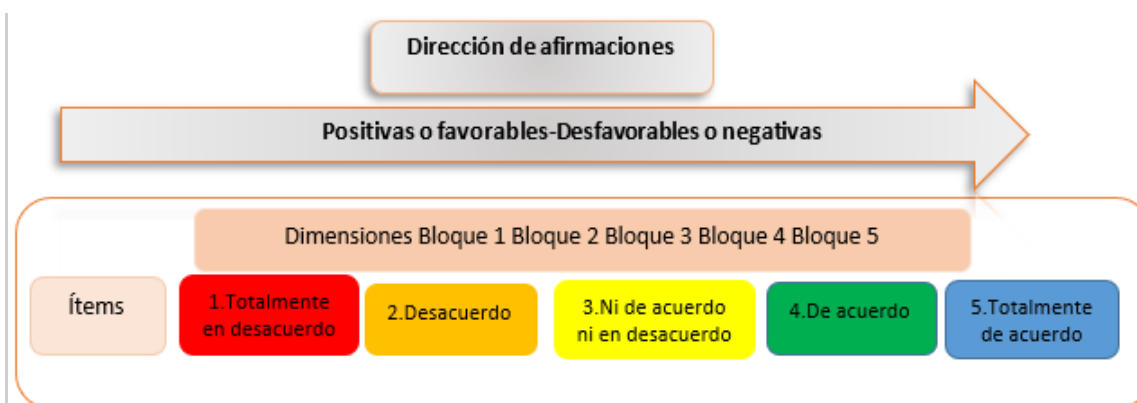 Dirección de afirmaciones
Positivas o favorables-Desfavorables o negativas
Dimensiones Bloque 1 Bloque 2 Bloque 3 Bloque 4 Bloque 5
Ítems
1.Totalmente
en desacuerdo
2.Desacuerdo
3.Ni de acuerdo
ni en desacuerdo
4.De acuerdo
5.Totalmente
de acuerdo